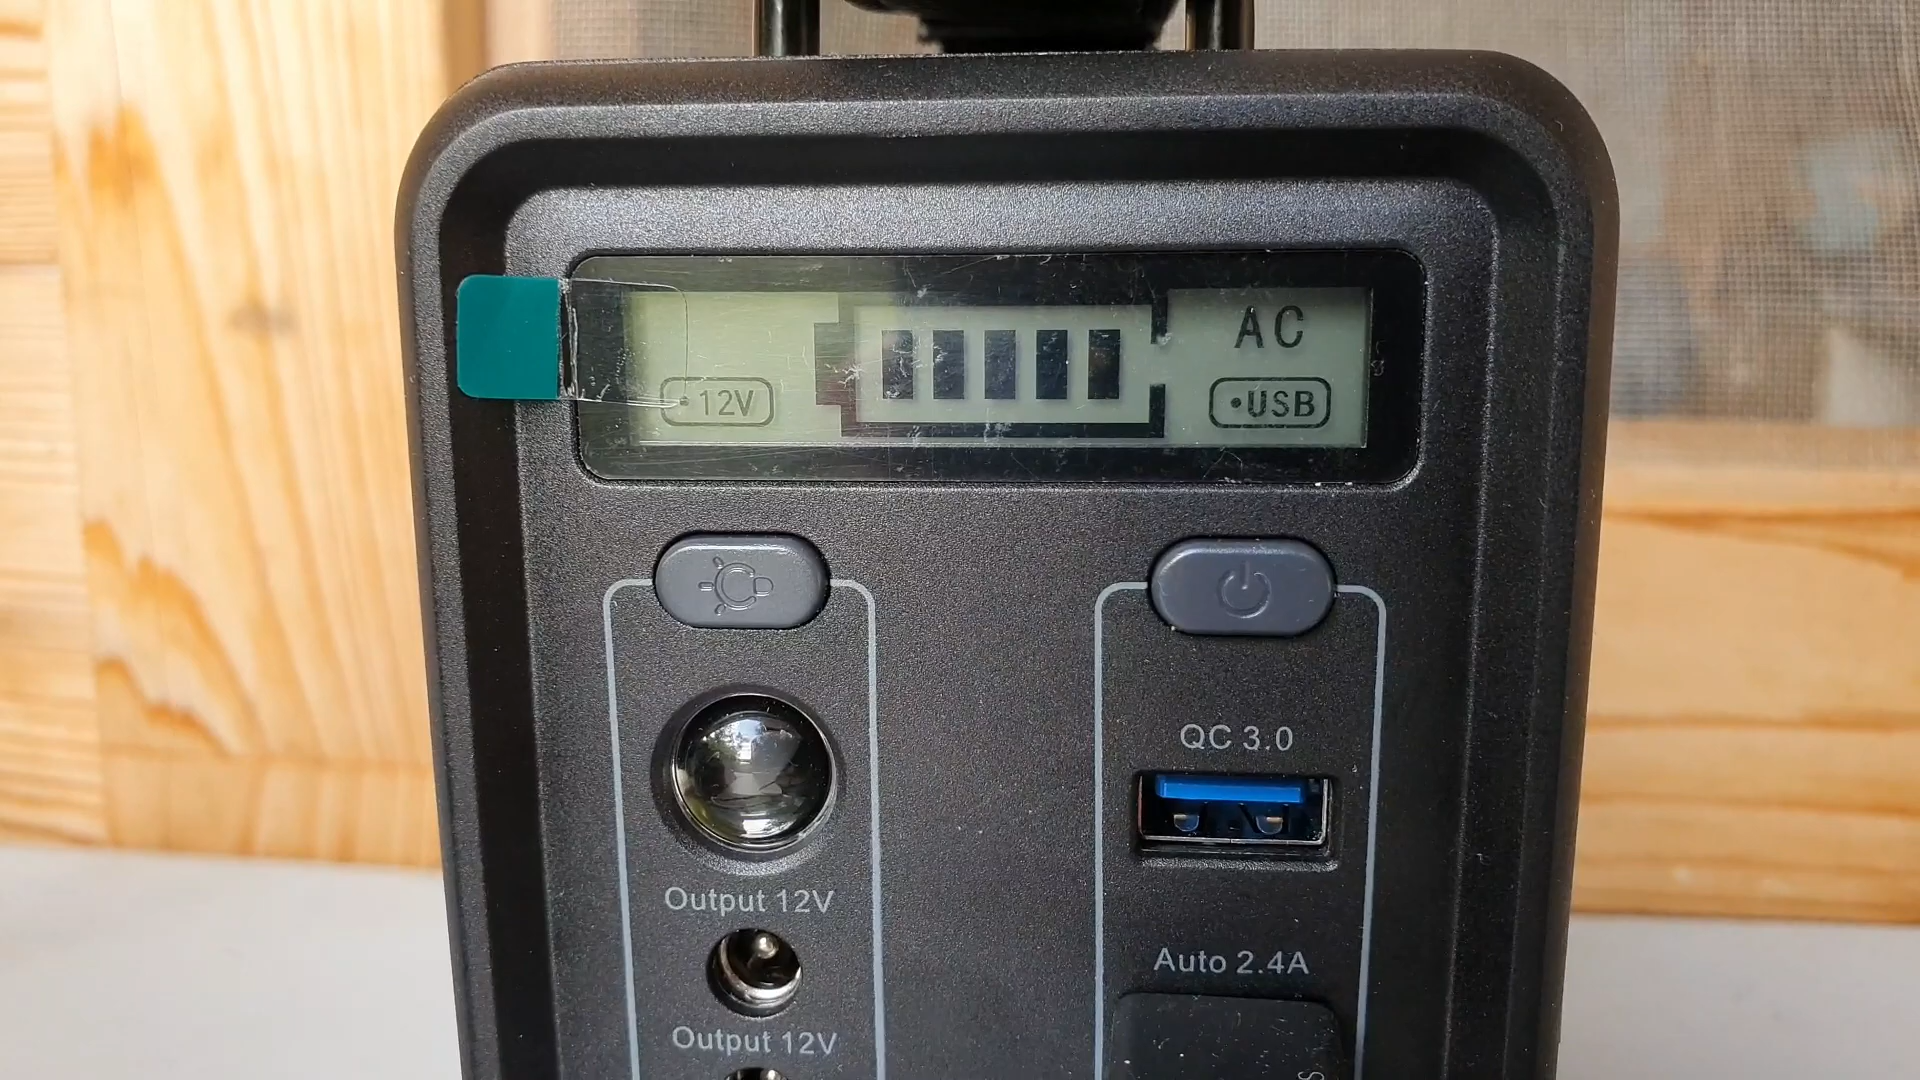 AC
•12V
•USB
QC 3.0
Output 12V
Auto 2.4A
Output 12V